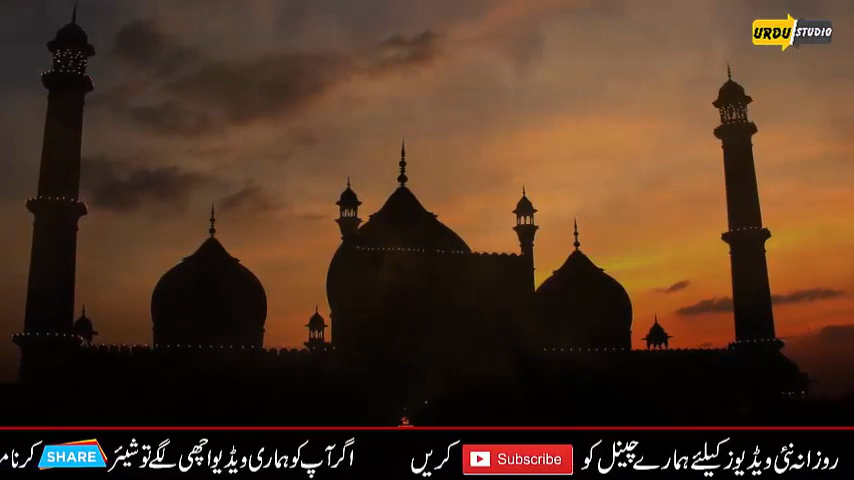 URDU STUDIO
روزانہ نئی ویڈیوز کیلئے ہمارے چینل کو Subscribe کریں اگر آپ کو ہماری ویڈیو اچھی لگے تو شیئر SHARE کرنا